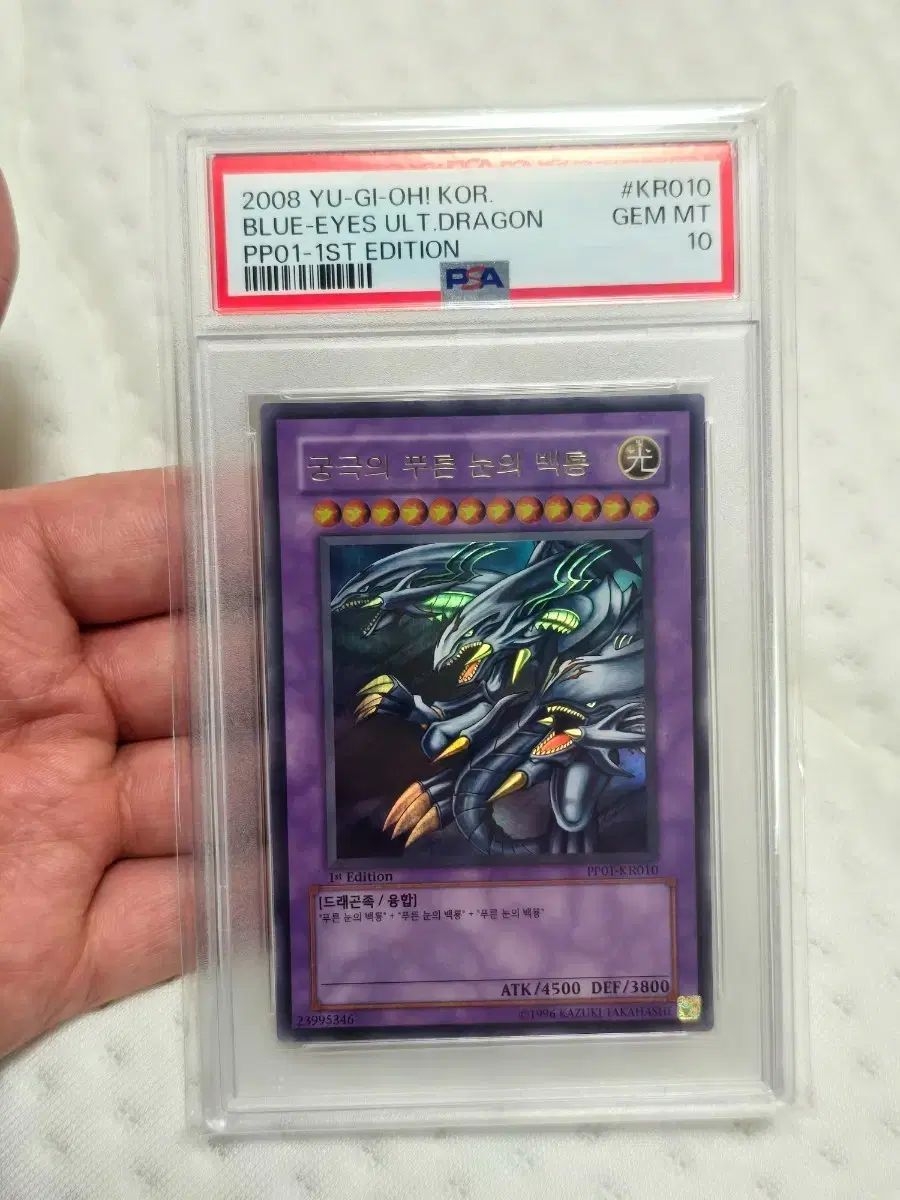 2008 YU-GI-OH! KOR. #KR010
BLUE-EYES ULT.DRAGON GEM MT
PP01-1ST EDITION 10
PSA
궁극의 푸른 눈의 백룡 光
1st Edition PP01-KR010
[드래곤족 / 융합]
"푸른 눈의 백룡" + "푸른 눈의 백룡" + "푸른 눈의 백룡"
ATK/4500 DEF/3800
23995346 ©1996 KAZUKI TAKAHASHI